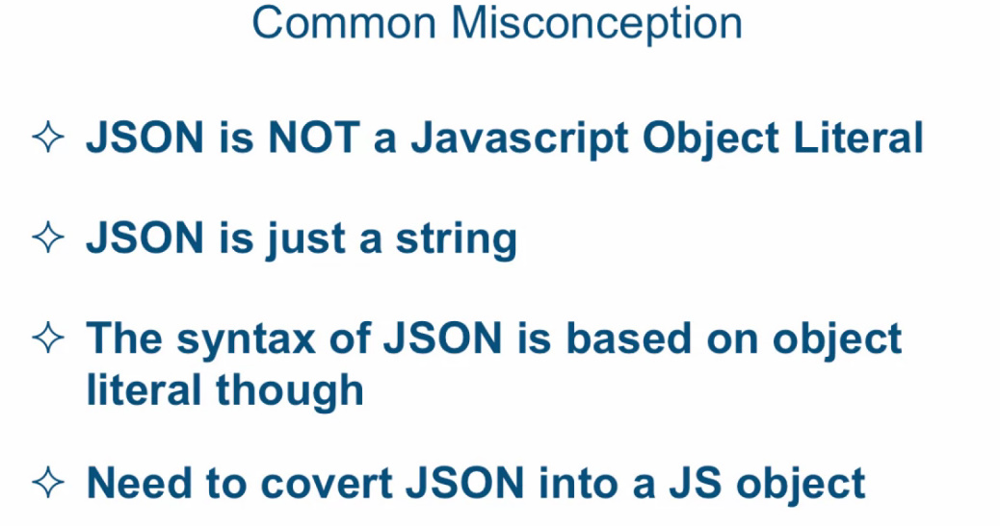 Common Misconception
JSON is NOT a Javascript Object Literal
JSON is just a string
The syntax of JSON is based on object
literal though
Need to covert JSON into a JS object